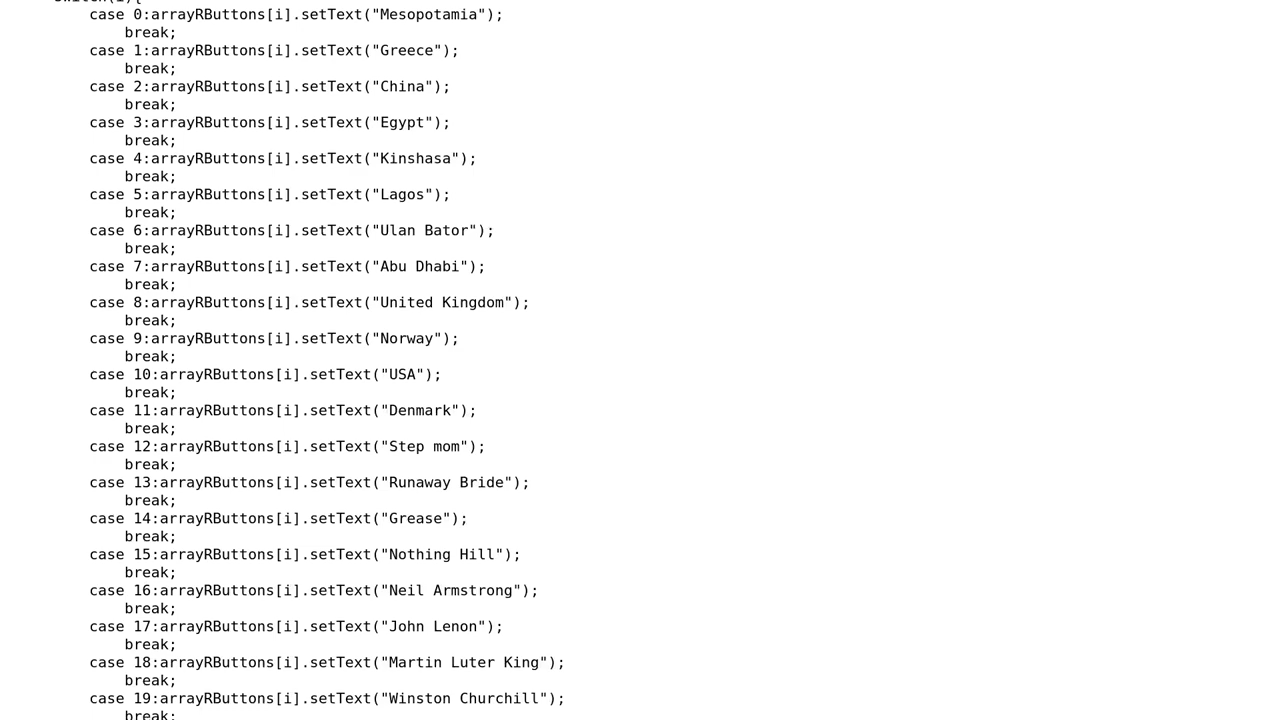 switch(i){
case 0:arrayRButtons[i].setText("Mesopotamia");
break;
case 1:arrayRButtons[i].setText("Greece");
break;
case 2:arrayRButtons[i].setText("China");
break;
case 3:arrayRButtons[i].setText("Egypt");
break;
case 4:arrayRButtons[i].setText("Kinshasa");
break;
case 5:arrayRButtons[i].setText("Lagos");
break;
case 6:arrayRButtons[i].setText("Ulan Bator");
break;
case 7:arrayRButtons[i].setText("Abu Dhabi");
break;
case 8:arrayRButtons[i].setText("United Kingdom");
break;
case 9:arrayRButtons[i].setText("Norway");
break;
case 10:arrayRButtons[i].setText("USA");
break;
case 11:arrayRButtons[i].setText("Denmark");
break;
case 12:arrayRButtons[i].setText("Step mom");
break;
case 13:arrayRButtons[i].setText("Runaway Bride");
break;
case 14:arrayRButtons[i].setText("Grease");
break;
case 15:arrayRButtons[i].setText("Nothing Hill");
break;
case 16:arrayRButtons[i].setText("Neil Armstrong");
break;
case 17:arrayRButtons[i].setText("John Lenon");
break;
case 18:arrayRButtons[i].setText("Martin Luter King");
break;
case 19:arrayRButtons[i].setText("Winston Churchill");
break;